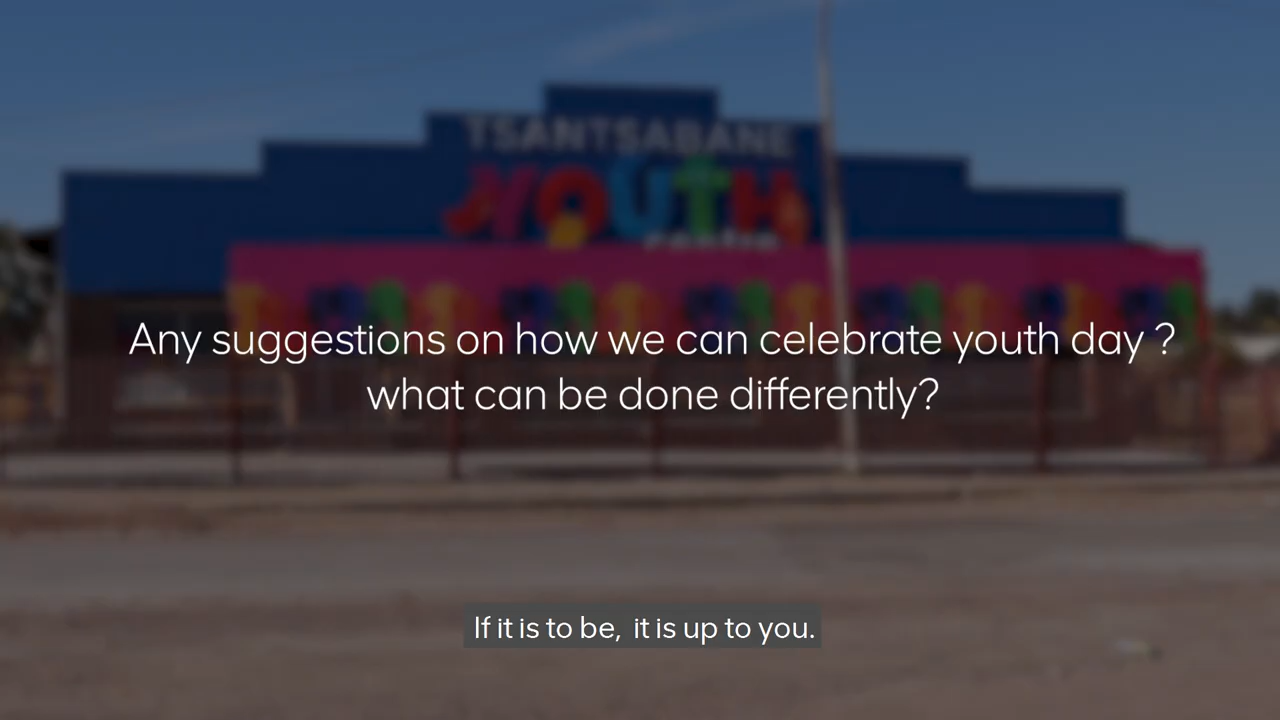 TSANTSABANE
YOUTH
centre
Any suggestions on how we can celebrate youth day ?
what can be done differently?
If it is to be, it is up to you.